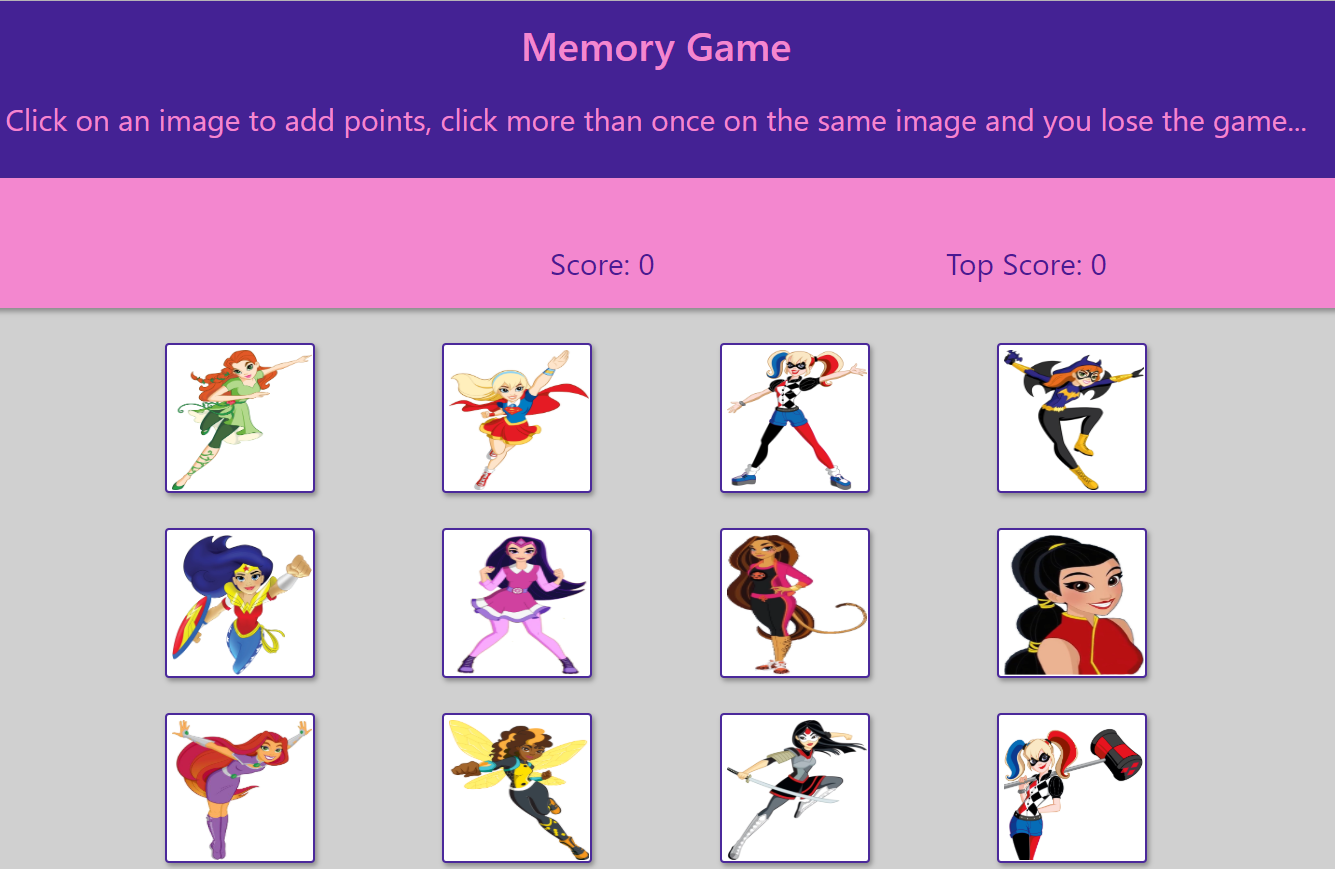 Memory Game
Click on an image to add points, click more than once on the same image and you lose the game...
Score: 0
Top Score: 0